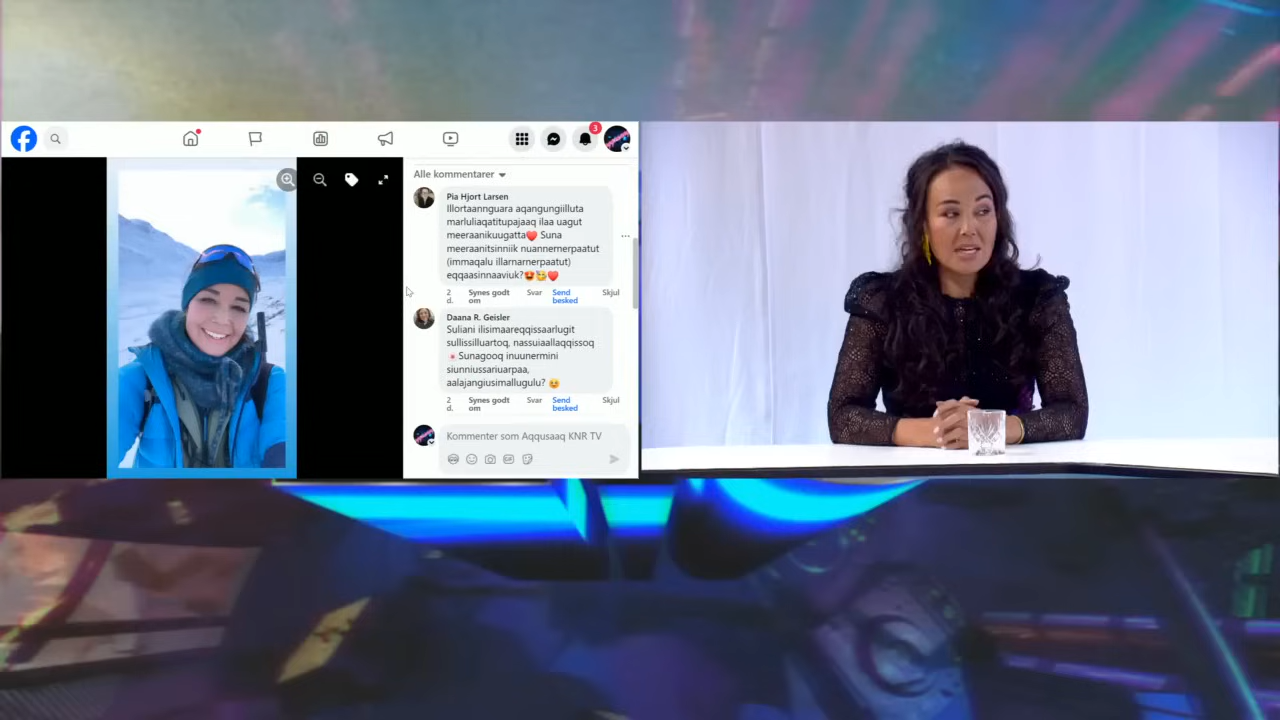 3
Alle kommentarer
Pia Hjort Larsen
Illortaannguara aqangungiilluta
marluliaqatitupajaaq ilaa uagut
meeraanikuugatta❤️ Suna
meeraanitsinniik nuannernerpaatut
(immaqalu illarnarnerpaatut)
eqqaasinnaaviuk?😍😅❤️
2 d. Synes godt om Svar Send besked Skjul
Daana R. Geisler
Suliani ilisimaareqqissaarlugit
sullissilluartoq, nassuiaallaqqissoq
🌺Sunagooq inuunermini
siunniussariuarpaa,
aalajangiusimallugulu? ☺️
2 d. Synes godt om Svar Send besked Skjul
Kommenter som Aqqusaaq KNR TV